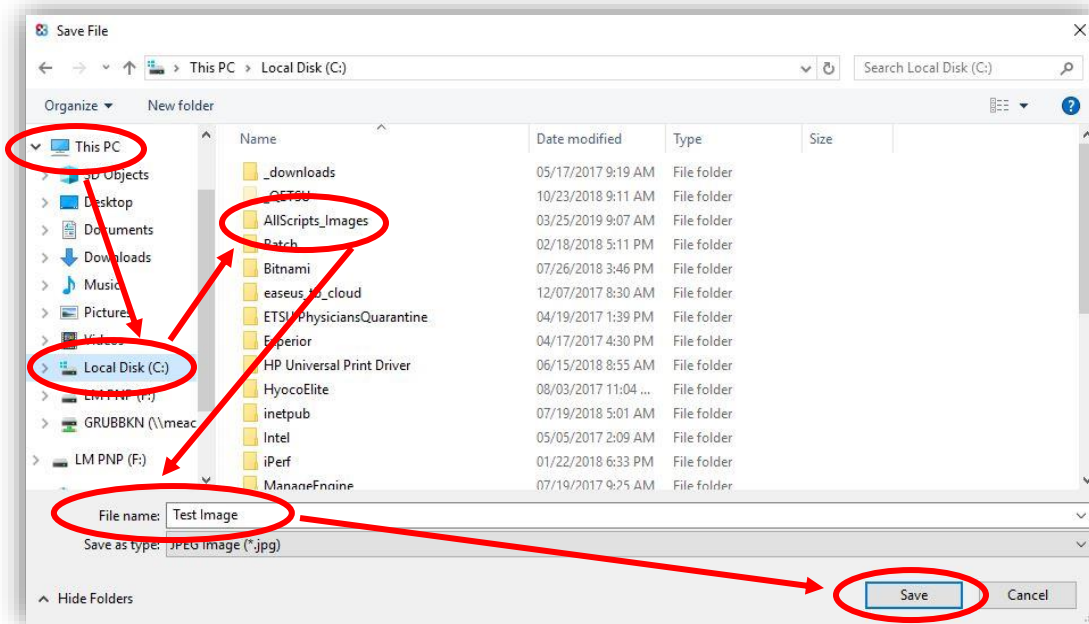 Save File
This PC > Local Disk (C:)
Search Local Disk (C:)
Organize
New folder
Name
Date modified
Type
Size
This PC
3D Objects
Desktop
Documents
Downloads
Music
Pictures
Videos
Local Disk (C:)
LM PNP (F:)
GRUBBKN (\\meac
LM PNP (F:)
_downloads 05/17/2017 9:19 AM File folder
_QETSU 10/23/2018 9:11 AM File folder
AllScripts_Images 03/25/2019 9:07 AM File folder
Batch 02/18/2018 5:11 PM File folder
Bitnami 07/26/2018 3:46 PM File folder
easeus_to_cloud 12/07/2017 8:30 AM File folder
ETSU PhysiciansQuarantine 04/19/2017 1:39 PM File folder
04/17/2017 4:30 PM File folder
HP Universal Print Driver 06/15/2018 8:55 AM File folder
HyocoElite 08/03/2017 11:04 ... File folder
inetpub 07/19/2018 5:01 AM File folder
Intel 05/05/2017 2:09 AM File folder
iPerf 01/22/2018 6:33 PM File folder
ManageEngine 07/19/2017 9:25 AM File folder
File name: Test Image
Save as type: JPEG Image (*.jpg)
Hide Folders
Save
Cancel